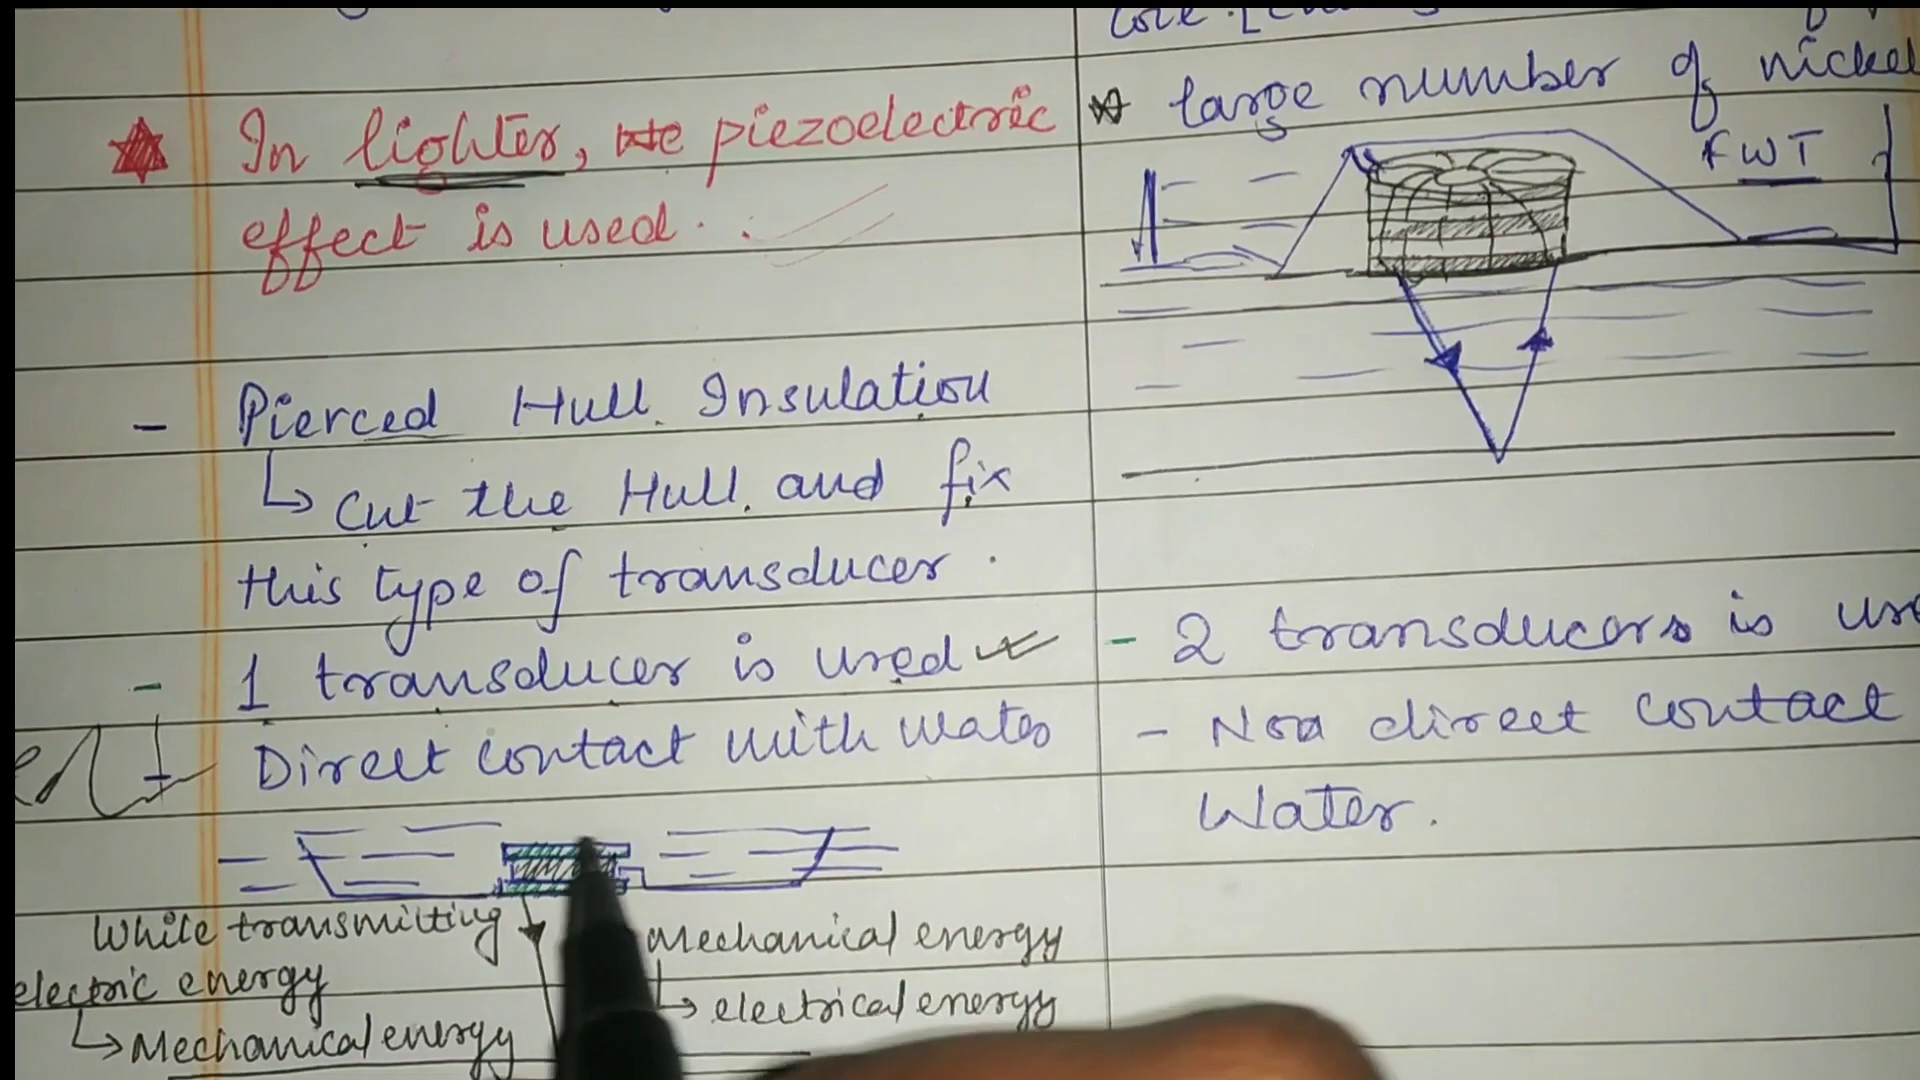 ★ In lighter, piezoelectric
effect is used.
- Pierced Hull Insulation
↳ cut the Hull and fix
this type of transducer.
- 1 transducer is used
Direct contact with water
While transmitting
electric energy
↳ Mechanical energy
Mechanical energy
↳ electrical energy
large number of nickel
FWT
- 2 transducers is
- Non direct contact
Water.